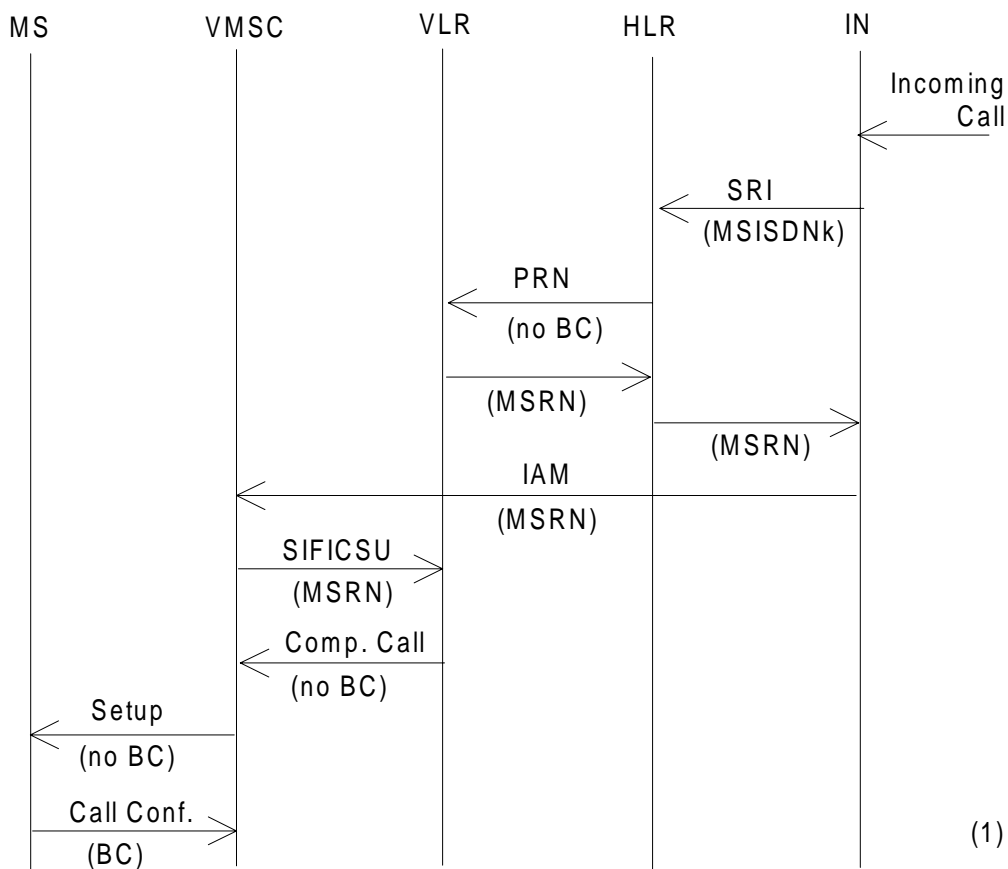 MS VMSC VLR HLR IN
Incoming
Call
SRI
(MSISDNk)
PRN
(no BC)
(MSRN)
(MSRN)
IAM
(MSRN)
SIFICSU
(MSRN)
Comp. Call
(no BC)
Setup
(no BC)
Call Conf.
(BC)
(1)